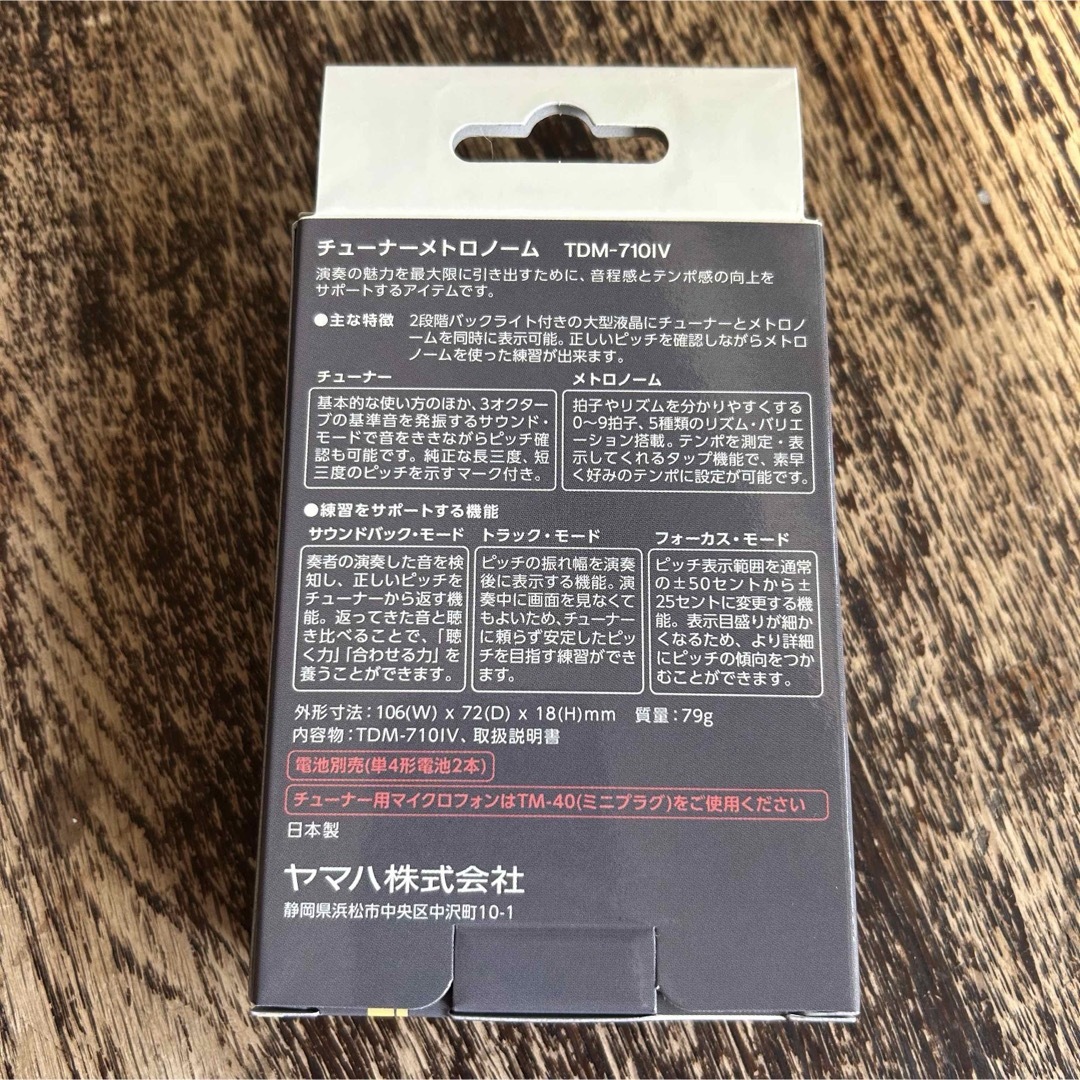 チューナーメトロノーム TDM-710IV
演奏の魅力を最大限に引き出すために、音程感とテンポ感の向上を
サポートするアイテムです。
●主な特徴 2段階バックライト付きの大型液晶にチューナーとメトロノ
ームを同時に表示可能。正しいピッチを確認しながらメトロ
ノームを使った練習が出来ます。
チューナー
基本的な使い方のほか、3オクター
ブの基準音を発振するサウンド・
モードで音をききながらピッチ確
認も可能です。純正な長三度、短
三度のピッチを示すマーク付き。
メトロノーム
拍子やリズムを分かりやすくする
0〜9拍子、5種類のリズム・バリエ
ーション搭載。テンポを測定・表
示してくれるタップ機能で、素早
く好みのテンポに設定が可能です。
●練習をサポートする機能
サウンドバック・モード
奏者の演奏した音を検
知し、正しいピッチを
チューナーから返す機
能。返ってきた音と聴
き比べることで、「聴
く力」「合わせる力」を
養うことができます。
トラック・モード
ピッチの振れ幅を演奏
後に表示する機能。演
奏中に画面を見なくて
もよいため、チューナー
に頼らず安定したピッ
チを目指す練習ができ
ます。
フォーカス・モード
ピッチ表示範囲を通常
の±50セントから±
25セントに変更する機
能。表示目盛りが細か
くなるため、より詳細
にピッチの傾向をつか
むことができます。
外形寸法：106(W) x 72(D) x 18(H)mm 質量：79g
内容物：TDM-710IV、取扱説明書
電池別売(単4形電池2本)
チューナー用マイクロフォンはTM-40(ミニプラグ)をご使用ください
日本製
ヤマハ株式会社
静岡県浜松市中央区中沢町10-1